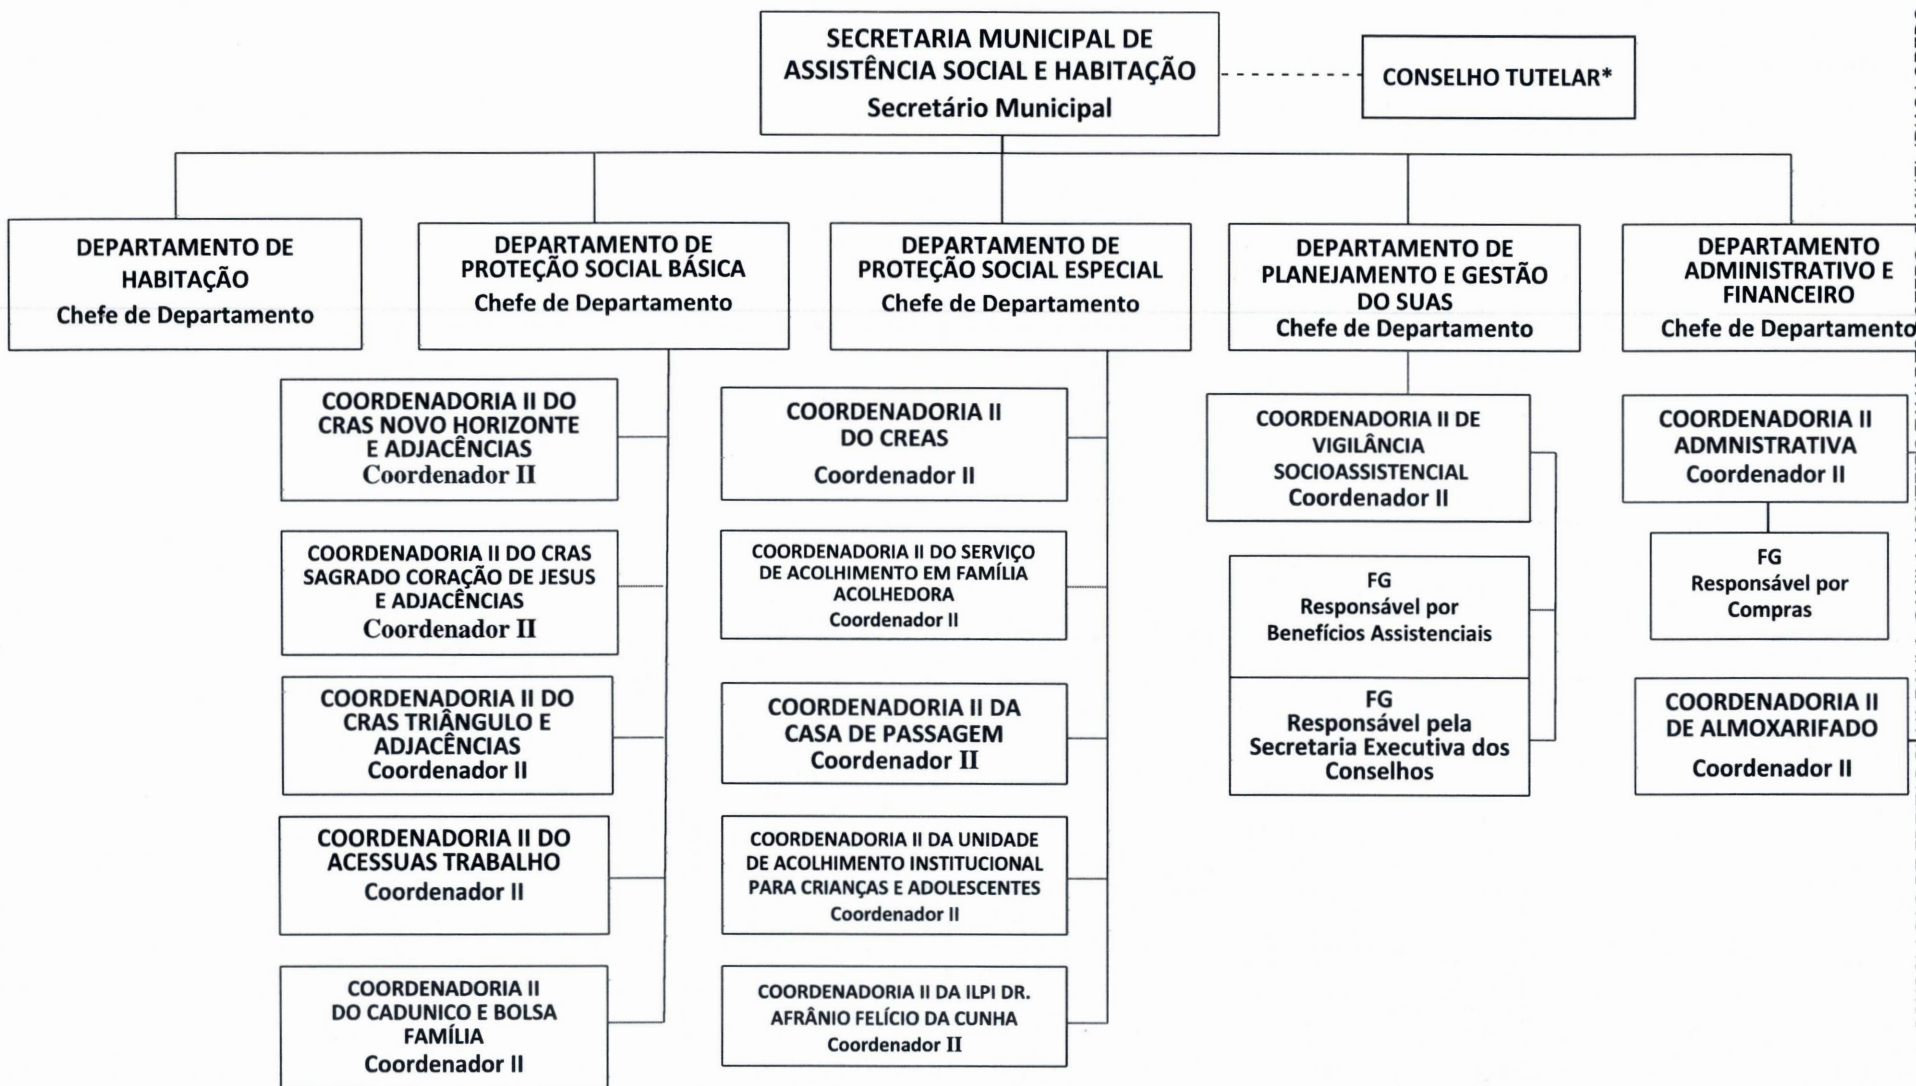 SECRETARIA MUNICIPAL DE
ASSISTÊNCIA SOCIAL E HABITAÇÃO
Secretário Municipal
CONSELHO TUTELAR*
DEPARTAMENTO DE
HABITAÇÃO
Chefe de Departamento
DEPARTAMENTO DE
PROTEÇÃO SOCIAL BÁSICA
Chefe de Departamento
DEPARTAMENTO DE
PROTEÇÃO SOCIAL ESPECIAL
Chefe de Departamento
DEPARTAMENTO DE
PLANEJAMENTO E GESTÃO
DO SUAS
Chefe de Departamento
DEPARTAMENTO
ADMINISTRATIVO E
FINANCEIRO
Chefe de Departamento
COORDENADORIA II DO
CRAS NOVO HORIZONTE
E ADJACÊNCIAS
Coordenador II
COORDENADORIA II DO CRAS
SAGRADO CORAÇÃO DE JESUS
E ADJACÊNCIAS
Coordenador II
COORDENADORIA II DO
CRAS TRIÂNGULO E
ADJACÊNCIAS
Coordenador II
COORDENADORIA II DO
ACESSUAS TRABALHO
Coordenador II
COORDENADORIA II
DO CADUNICO E BOLSA
FAMÍLIA
Coordenador II
COORDENADORIA II
DO CREAS
Coordenador II
COORDENADORIA II DO SERVIÇO
DE ACOLHIMENTO EM FAMÍLIA
ACOLHEDORA
Coordenador II
COORDENADORIA II DA
CASA DE PASSAGEM
Coordenador II
COORDENADORIA II DA UNIDADE
DE ACOLHIMENTO INSTITUCIONAL
PARA CRIANÇAS E ADOLESCENTES
Coordenador II
COORDENADORIA II DA ILPI DR.
AFRÂNIO FELÍCIO DA CUNHA
Coordenador II
COORDENADORIA II DE
VIGILÂNCIA
SOCIOASSISTENCIAL
Coordenador II
FG
Responsável por
Benefícios Assistenciais
FG
Responsável pela
Secretaria Executiva dos
Conselhos
COORDENADORIA II
ADMNISTRATIVA
Coordenador II
FG
Responsável por
Compras
COORDENADORIA II
DE ALMOXARIFADO
Coordenador II